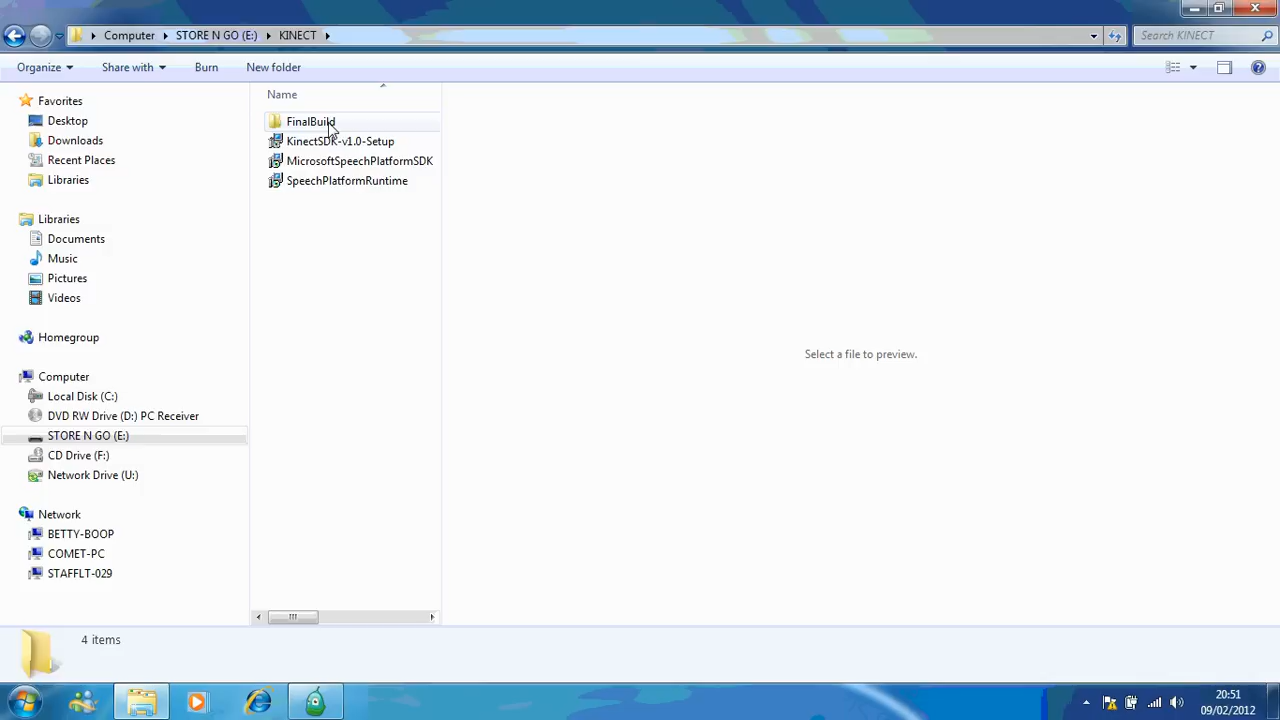 Computer STORE N GO (E:) KINECT
Search KINECT
Organize Share with Burn New folder
Favorites
Desktop
Downloads
Recent Places
Libraries
Libraries
Documents
Music
Pictures
Videos
Homegroup
Computer
Local Disk (C:)
DVD RW Drive (D:) PC Receiver
STORE N GO (E:)
CD Drive (F:)
Network Drive (U:)
Network
BETTY-BOOP
COMET-PC
STAFFLT-029
Name
FinalBuild
KinectSDK-v1.0-Setup
MicrosoftSpeechPlatformSDK
SpeechPlatformRuntime
Select a file to preview.
4 items
20:51
09/02/2012